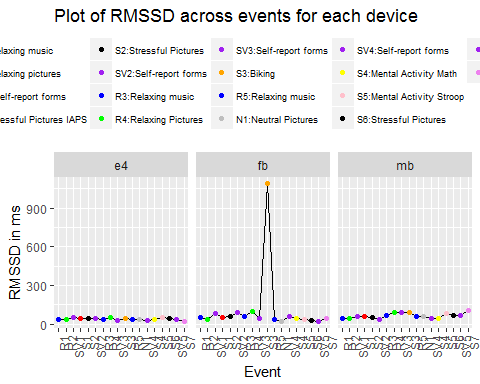 Plot of RMSSD across events for each device
elaxing music S2:Stressful Pictures SV3:Self-report forms SV4:Self-report forms
elaxing pictures SV2:Self-report forms S3:Biking S4:Mental Activity Math
elf-report forms R3:Relaxing music R5:Relaxing music S5:Mental Activity Stroop
essful Pictures IAPS R4:Relaxing Pictures N1:Neutral Pictures S6:Stressful Pictures
e4 fb mb
900
600
300
0
RMSSD in ms
Event